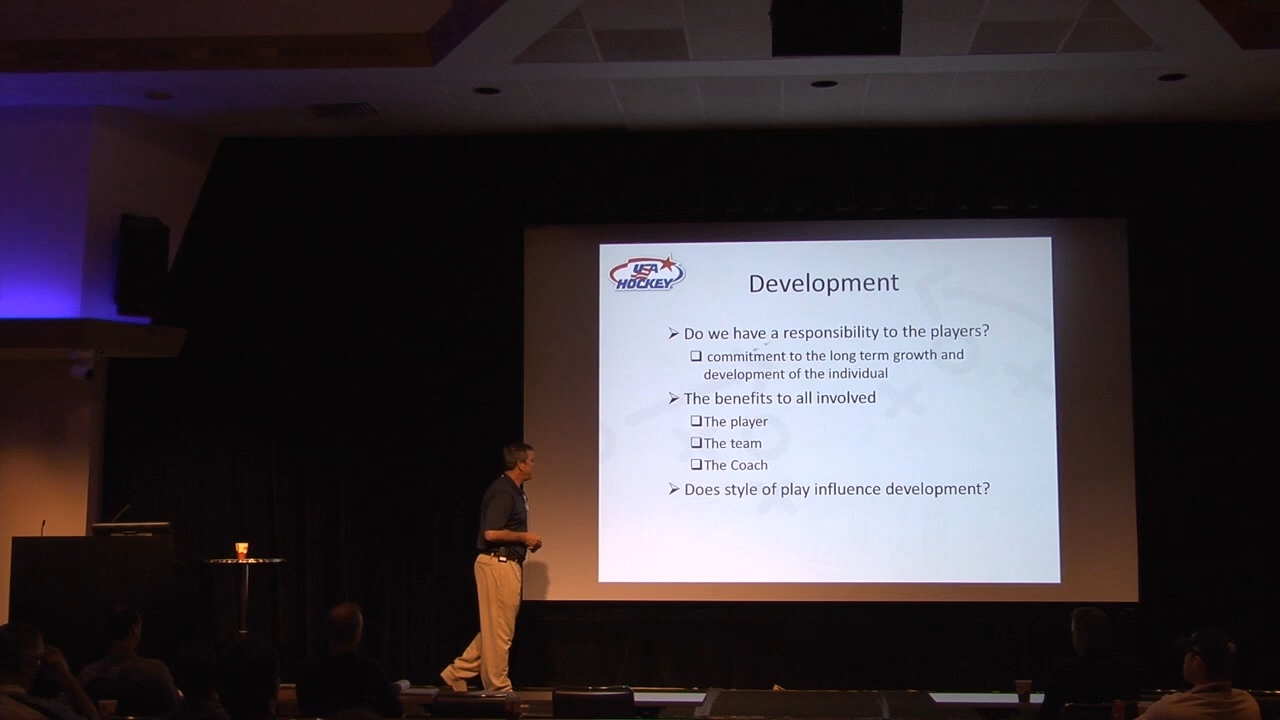 USA
HOCKEY
Development
Do we have a responsibility to the players?
commitment to the long term growth and
development of the individual
The benefits to all involved
The player
The team
The Coach
Does style of play influence development?